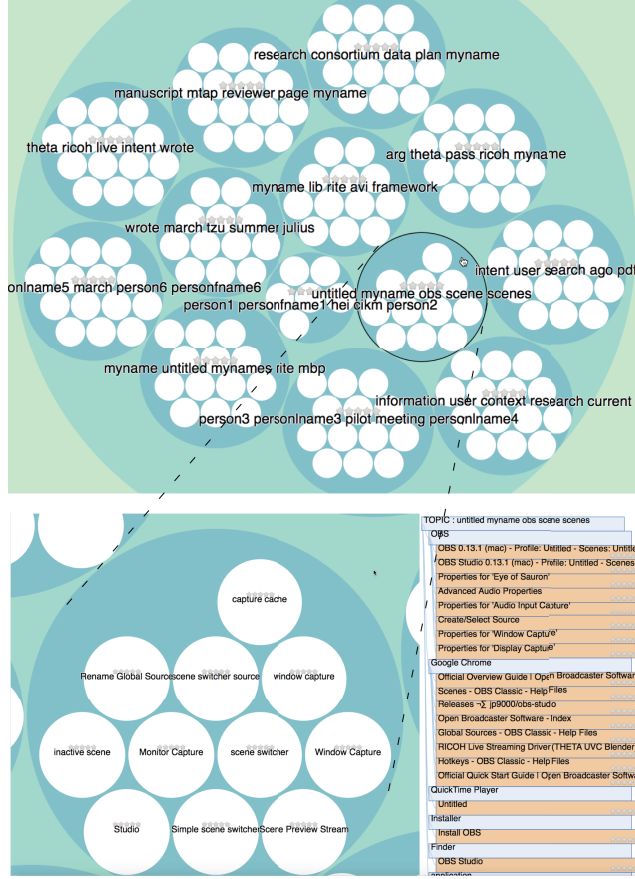 research consortium data plan myname
manuscript mtap reviewer page myname
theta ricoh live intent wrote
arg theta pass ricoh myname
myname lib rite avi framework
wrote march tzu summer julius
intent user search ago pdf
onlname5 march person6 personfname6
untitled myname obs scene scenes
person1 personfname1 hei cikm person2
myname untitled mynames rite mbp
information user context research current
person3 personlname3 pilot meeting personlname4
capture cache
Rename Global Source
scene switcher source
window capture
inactive scene
Monitor Capture
scene switcher
Window Capture
Studio
Simple scene switcher
Scene Preview Stream
TOPIC : untitled myname obs scene scenes
OBS
OBS 0.13.1 (mac) - Profile: Untitled - Scenes: Untitle
OBS Studio 0.13.1 (mac) - Profile: Untitled - Scenes
Properties for 'Eye of Sauron'
Advanced Audio Properties
Properties for 'Audio Input Capture'
Create/Select Source
Properties for 'Window Capture'
Properties for 'Display Capture'
Google Chrome
Official Overview Guide | Open Broadcaster Softwar
Scenes - OBS Classic - Help Files
Releases ¬∑ jp9000/obs-studio
Open Broadcaster Software - Index
Global Sources - OBS Classic - Help Files
RICOH Live Streaming Driver(THETA UVC Blender
Hotkeys - OBS Classic - Help Files
Official Quick Start Guide | Open Broadcaster Softwa
QuickTime Player
Untitled
Installer
Install OBS
Finder
OBS Studio
application